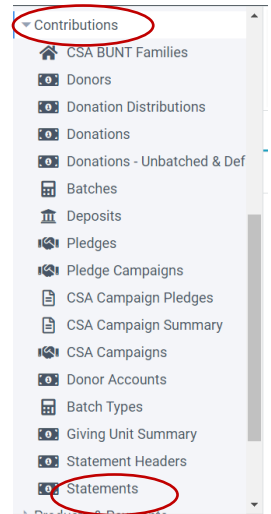 Contributions
CSA BUNT Families
Donors
Donation Distributions
Donations
Donations - Unbatched & Def
Batches
Deposits
Pledges
Pledge Campaigns
CSA Campaign Pledges
CSA Campaign Summary
CSA Campaigns
Donor Accounts
Batch Types
Giving Unit Summary
Statement Headers
Statements